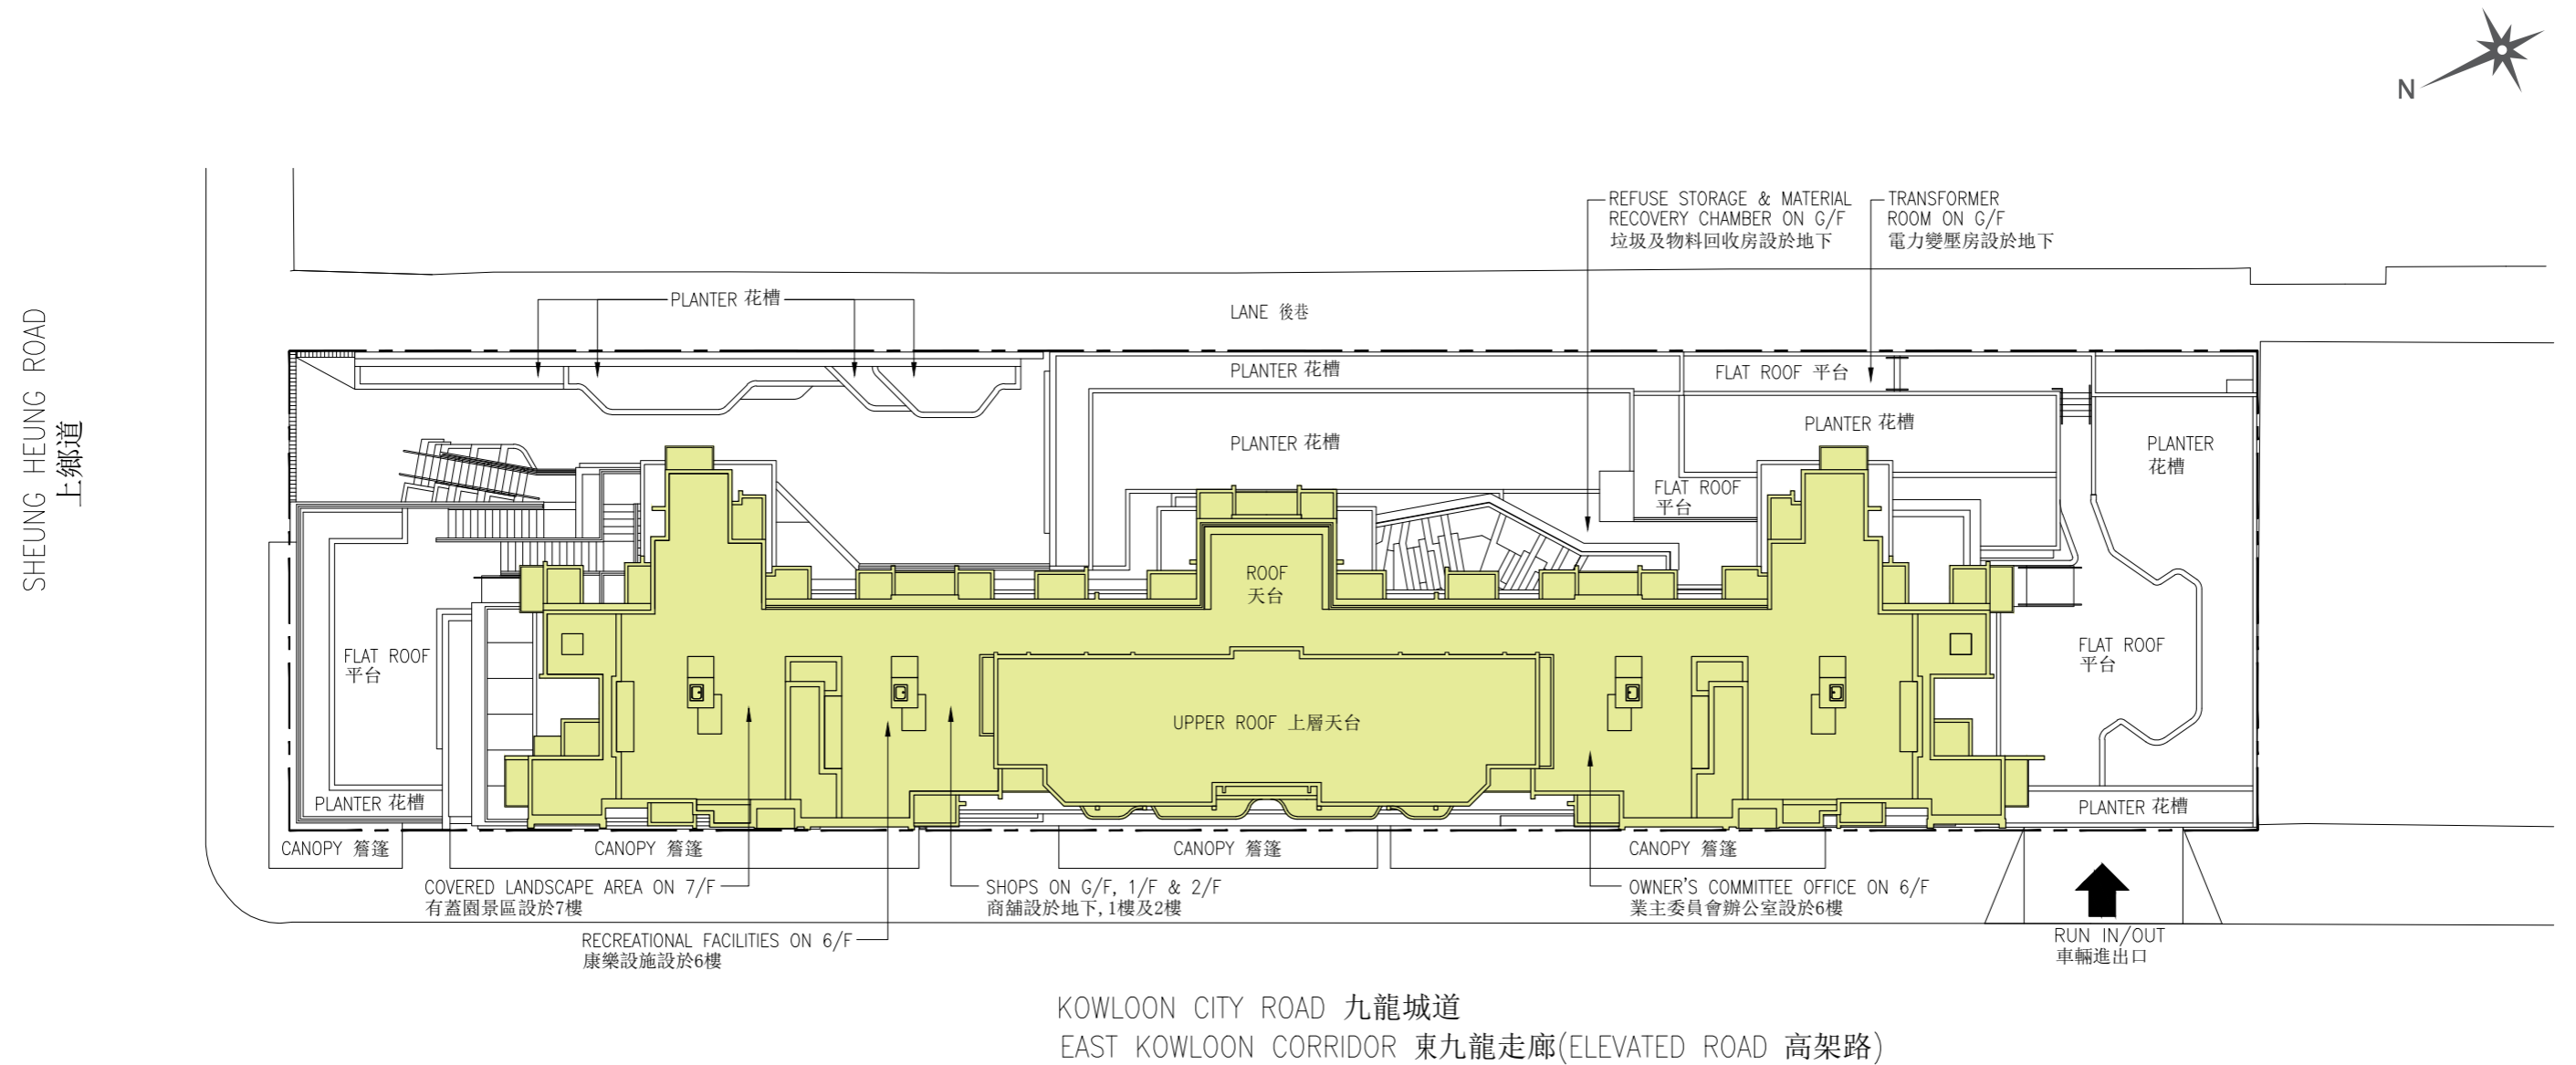 N
REFUSE STORAGE & MATERIAL
RECOVERY CHAMBER ON G/F
垃圾及物料回收房設於地下
TRANSFORMER
ROOM ON G/F
電力變壓房設於地下
PLANTER 花槽
LANE 後巷
SHEUNG HEUNG ROAD
上鄉道
PLANTER 花槽
FLAT ROOF 平台
PLANTER 花槽
PLANTER 花槽
PLANTER
花槽
FLAT ROOF
平台
ROOF
天台
FLAT ROOF
平台
FLAT ROOF
平台
UPPER ROOF 上層天台
PLANTER 花槽
PLANTER 花槽
CANOPY 簷篷
CANOPY 簷篷
CANOPY 簷篷
CANOPY 簷篷
COVERED LANDSCAPE AREA ON 7/F
有蓋園景區設於7樓
SHOPS ON G/F, 1/F & 2/F
商舖設於地下, 1樓及2樓
OWNER'S COMMITTEE OFFICE ON 6/F
業主委員會辦公室設於6樓
RECREATIONAL FACILITIES ON 6/F
康樂設施設於6樓
RUN IN/OUT
車輛進出口
KOWLOON CITY ROAD 九龍城道
EAST KOWLOON CORRIDOR 東九龍走廊(ELEVATED ROAD 高架路)